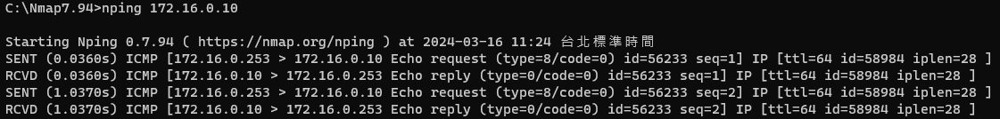 C:\Nmap7.94>nping 172.16.0.10
Starting Nping 0.7.94 ( https://nmap.org/nping ) at 2024-03-16 11:24 台北標準時間
SENT (0.0360s) ICMP [172.16.0.253 > 172.16.0.10 Echo request (type=8/code=0) id=56233 seq=1] IP [ttl=64 id=58984 iplen=28 ]
RCVD (0.0360s) ICMP [172.16.0.10 > 172.16.0.253 Echo reply (type=0/code=0) id=56233 seq=1] IP [ttl=64 id=58984 iplen=28 ]
SENT (1.0370s) ICMP [172.16.0.253 > 172.16.0.10 Echo request (type=8/code=0) id=56233 seq=2] IP [ttl=64 id=58984 iplen=28 ]
RCVD (1.0370s) ICMP [172.16.0.10 > 172.16.0.253 Echo reply (type=0/code=0) id=56233 seq=2] IP [ttl=64 id=58984 iplen=28 ]